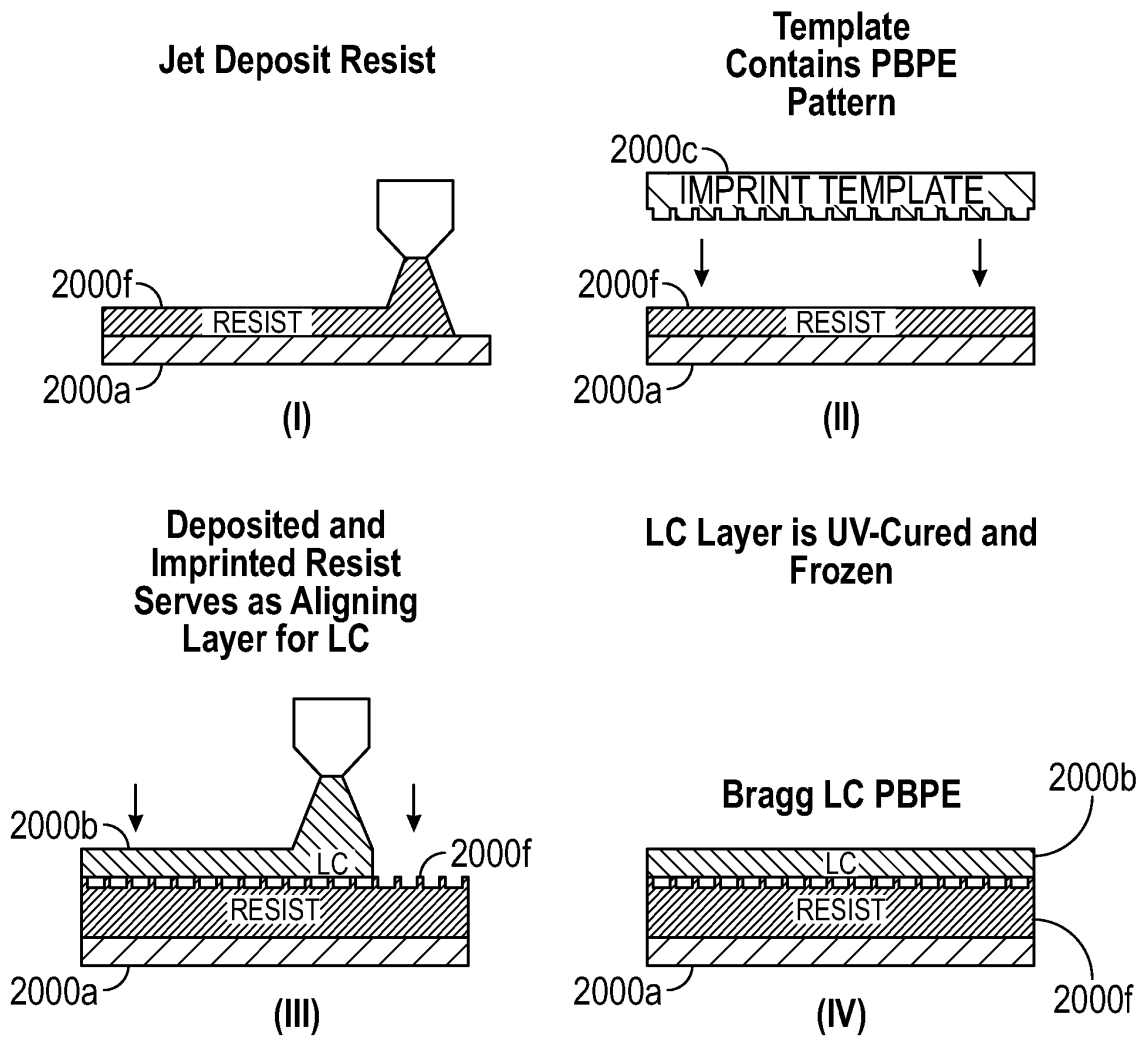 Jet Deposit Resist
2000f
RESIST
2000a
(I)
Template
Contains PBPE
Pattern
2000c
IMPRINT TEMPLATE
2000f
RESIST
2000a
(II)
Deposited and
Imprinted Resist
Serves as Aligning
Layer for LC
2000b
LC
2000f
RESIST
2000a
(III)
LC Layer is UV-Cured and
Frozen
Bragg LC PBPE
2000b
LC
RESIST
2000a
2000f
(IV)